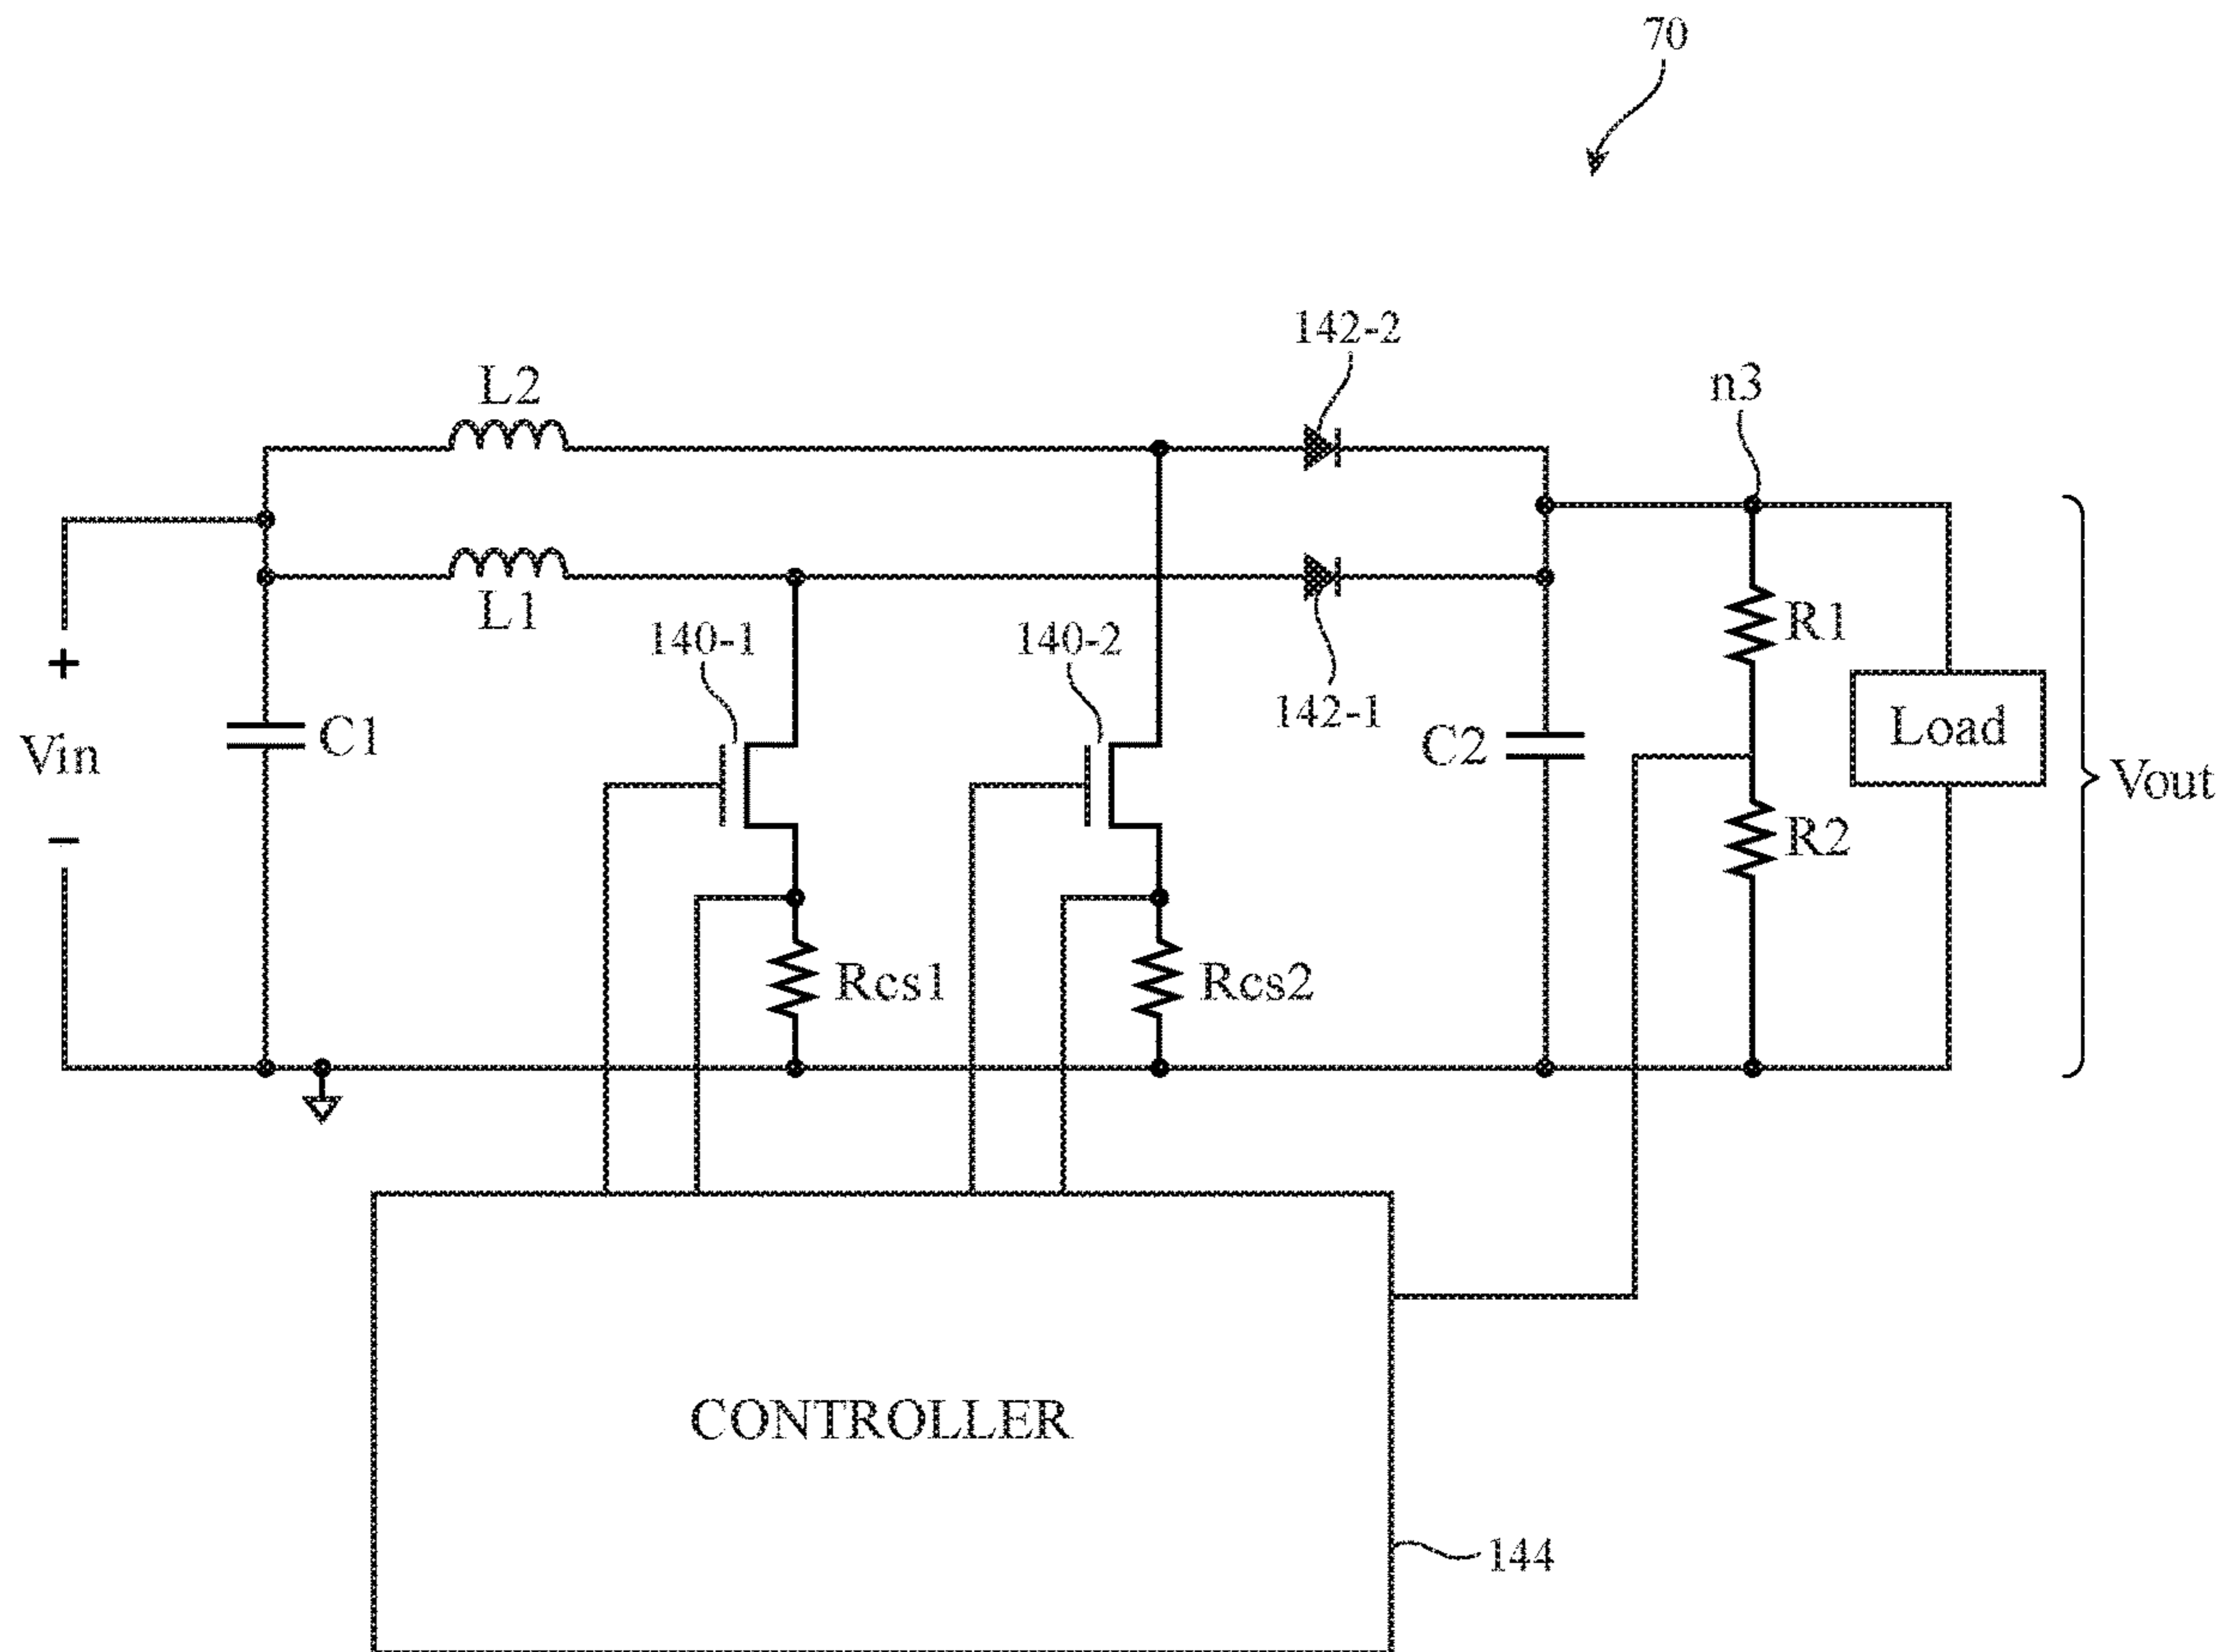 70
142-2
L2
n3
L1
140-1
140-2
R1
+
142-1
Load
Vin
C1
C2
Vout
−
R2
Rcs1
Rcs2
CONTROLLER
144